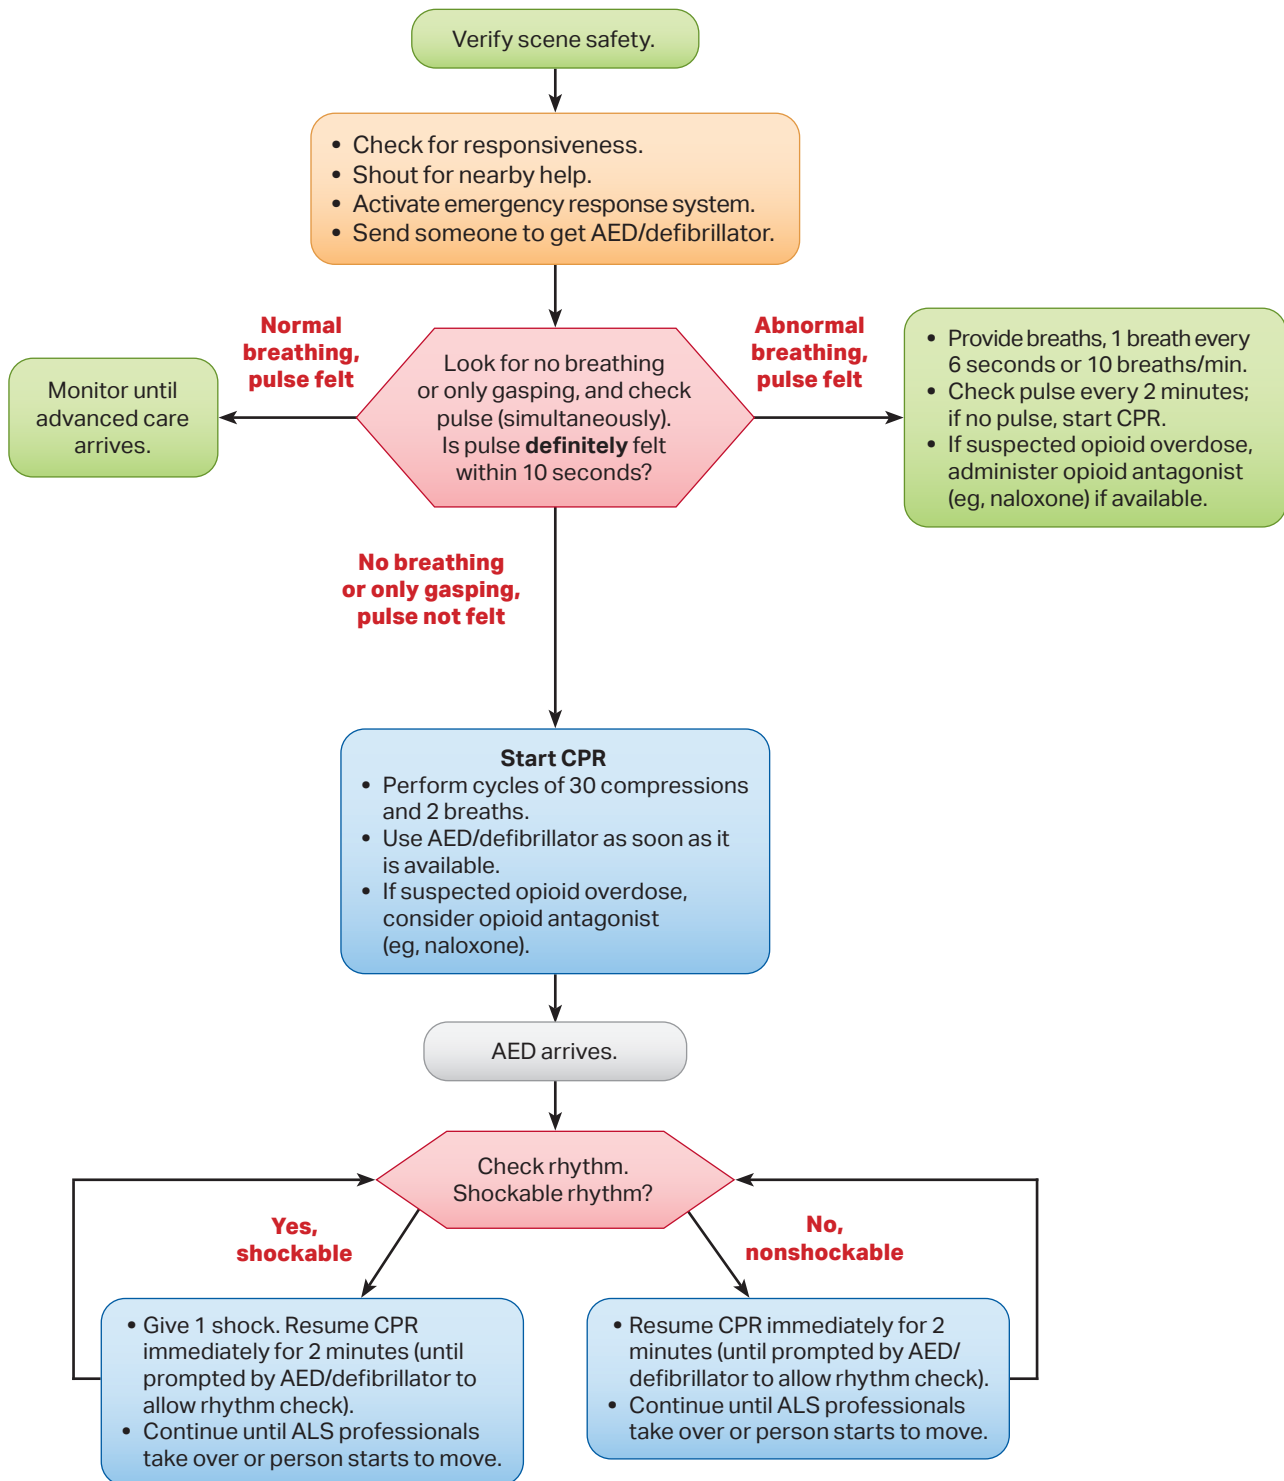 Verify scene safety.
• Check for responsiveness.
• Shout for nearby help.
• Activate emergency response system.
• Send someone to get AED/defibrillator.
Normal
breathing,
pulse felt
Look for no breathing
or only gasping, and check
pulse (simultaneously).
Is pulse definitely felt
within 10 seconds?
Abnormal
breathing,
pulse felt
Monitor until
advanced care
arrives.
• Provide breaths, 1 breath every
6 seconds or 10 breaths/min.
• Check pulse every 2 minutes;
if no pulse, start CPR.
• If suspected opioid overdose,
administer opioid antagonist
(eg, naloxone) if available.
No breathing
or only gasping,
pulse not felt
Start CPR
• Perform cycles of 30 compressions
and 2 breaths.
• Use AED/defibrillator as soon as it
is available.
• If suspected opioid overdose,
consider opioid antagonist
(eg, naloxone).
AED arrives.
Check rhythm.
Shockable rhythm?
Yes,
shockable
No,
nonshockable
• Give 1 shock. Resume CPR
immediately for 2 minutes (until
prompted by AED/defibrillator to
allow rhythm check).
• Continue until ALS professionals
take over or person starts to move.
• Resume CPR immediately for 2
minutes (until prompted by AED/
defibrillator to allow rhythm check).
• Continue until ALS professionals
take over or person starts to move.